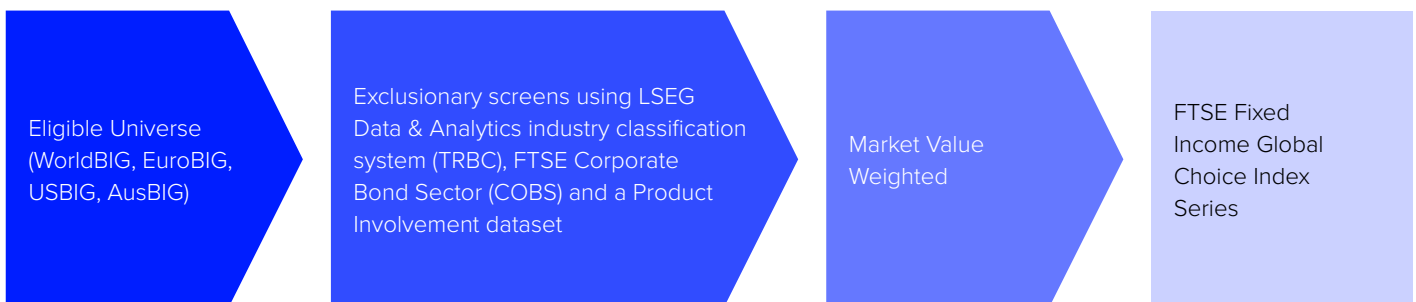 Eligible Universe
(WorldBIG, EuroBIG,
USBIG, AusBIG)
Exclusionary screens using LSEG
Data & Analytics industry classification
system (TRBC), FTSE Corporate
Bond Sector (COBS) and a Product
Involvement dataset
Market Value
Weighted
FTSE Fixed
Income Global
Choice Index
Series